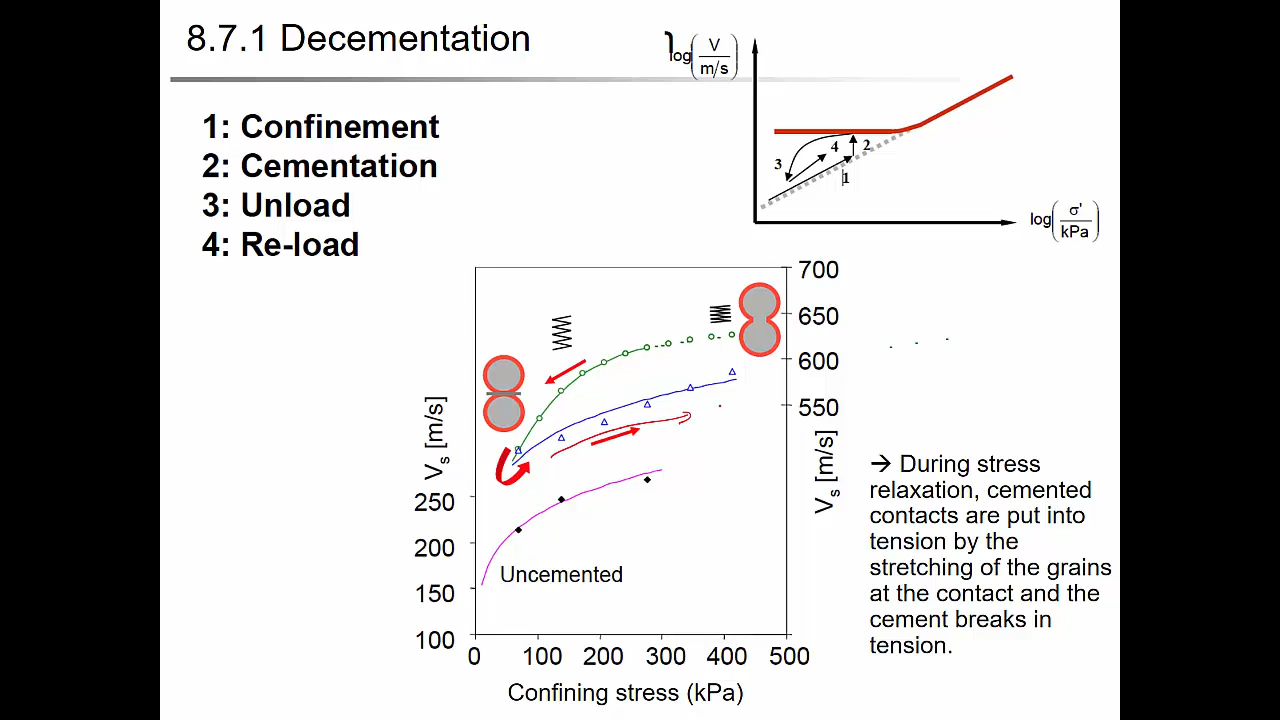 8.7.1 Decementation
1: Confinement
2: Cementation
3: Unload
4: Re-load
log(V
m/s)
3
4
2
1
log(σ'
kPa)
700
650
600
550
Vs [m/s]
250
200
150
100
Vs [m/s]
Uncemented
0 100 200 300 400 500
Confining stress (kPa)
→ During stress
relaxation, cemented
contacts are put into
tension by the
stretching of the grains
at the contact and the
cement breaks in
tension.